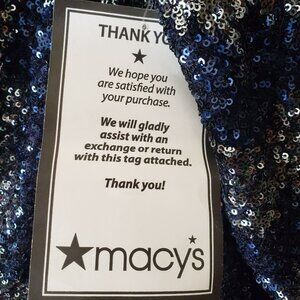 THANK YO
We hope you
are satisfied with
your purchase.
We will gladly
assist with an
exchange or return
with this tag attached.
Thank you!
macy's